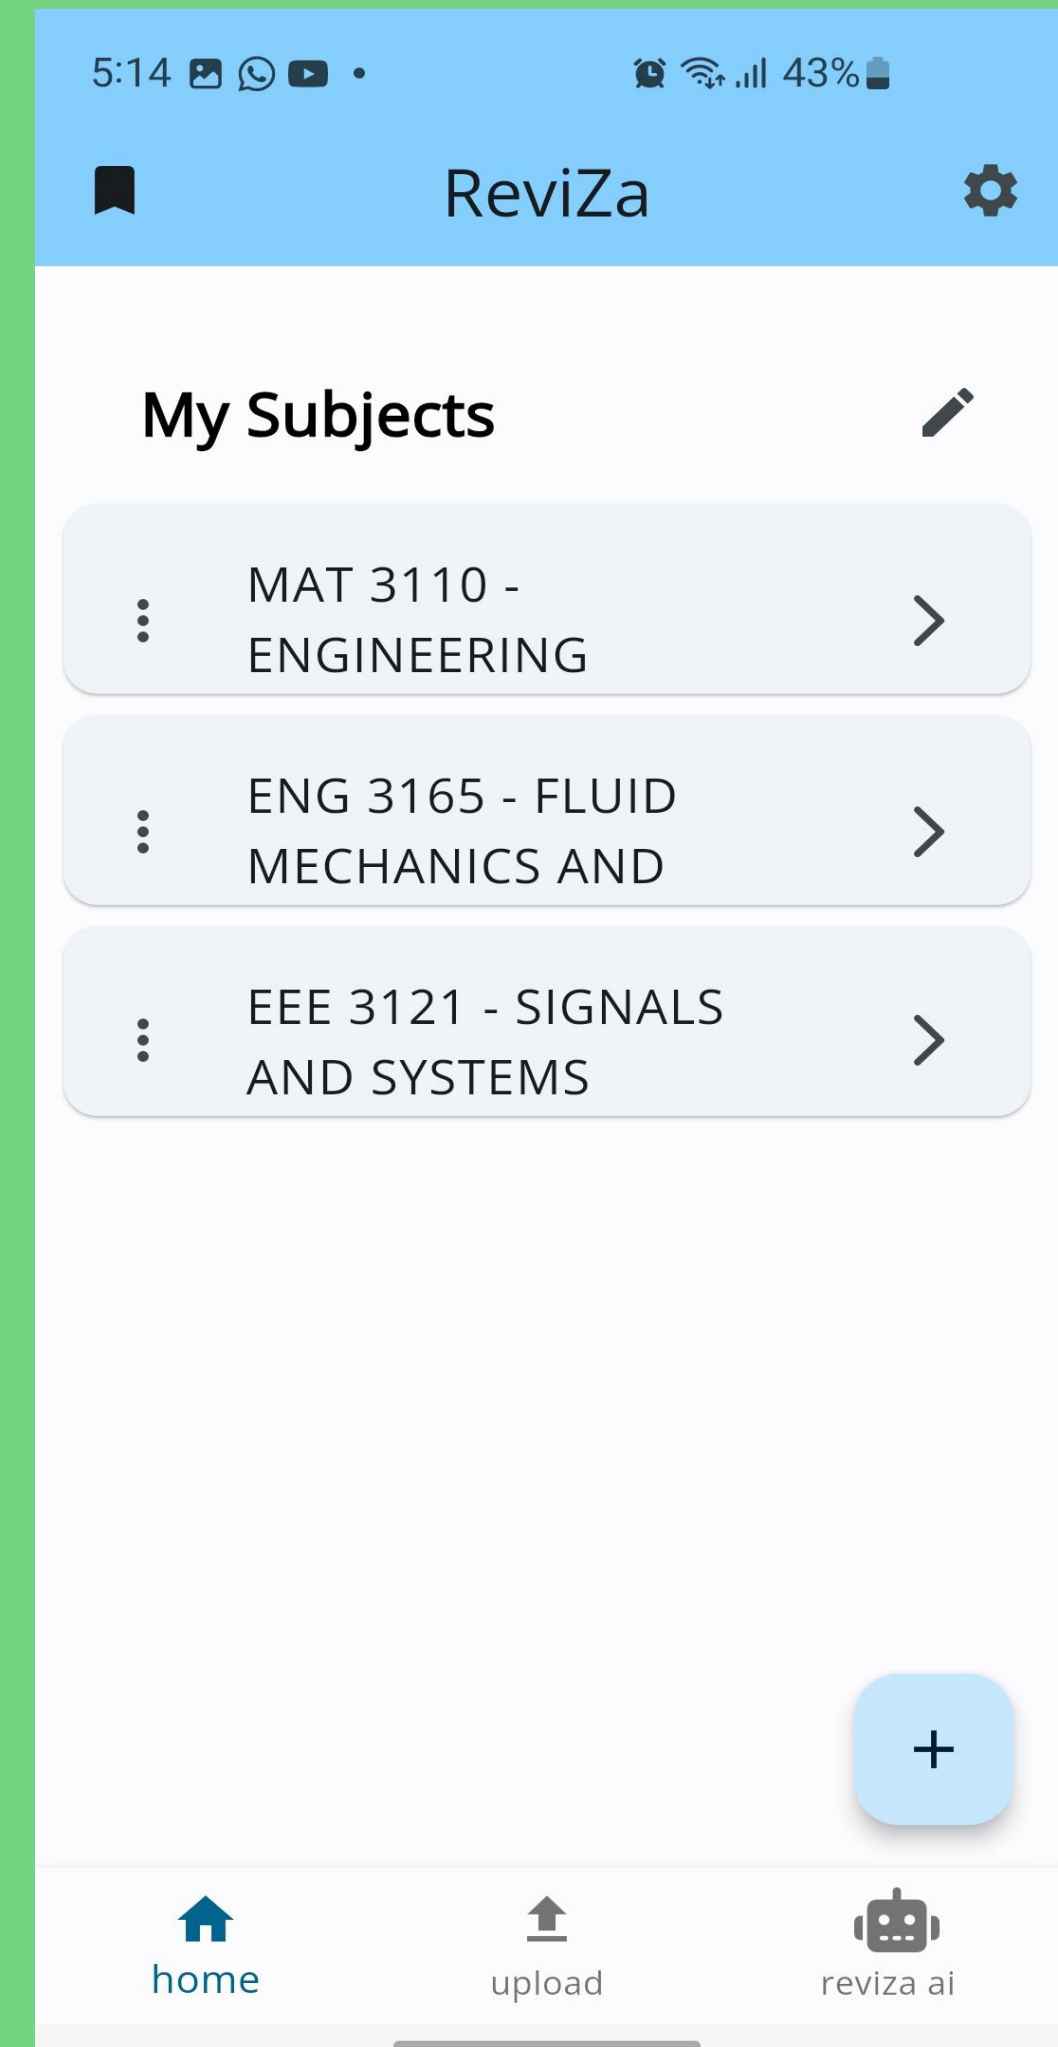 5:14 43%
ReviZa
My Subjects
MAT 3110 -
ENGINEERING
ENG 3165 - FLUID
MECHANICS AND
EEE 3121 - SIGNALS
AND SYSTEMS
+
home upload reviza ai